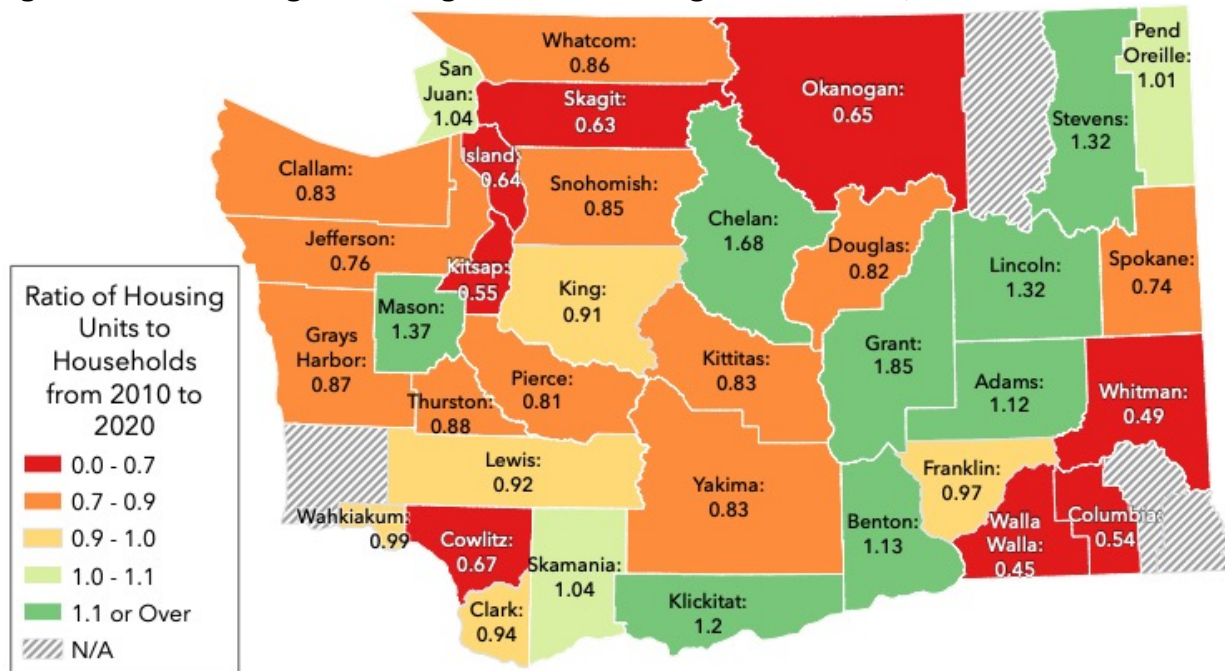 Whatcom:
0.86
San
Juan:
1.04
Skagit:
0.63
Okanogan:
0.65
Pend
Oreille:
1.01
Stevens:
1.32
Island:
0.64
Clallam:
0.83
Snohomish:
0.85
Chelan:
1.68
Douglas:
0.82
Jefferson:
0.76
Kitsap:
0.55
King:
0.91
Lincoln:
1.32
Spokane:
0.74
Mason:
1.37
Grays
Harbor:
0.87
Kittitas:
0.83
Grant:
1.85
Pierce:
0.81
Thurston:
0.88
Adams:
1.12
Whitman:
0.49
Lewis:
0.92
Yakima:
0.83
Franklin:
0.97
Wahkiakum:
0.99
Cowlitz:
0.67
Skamania:
1.04
Benton:
1.13
Walla
Walla:
0.45
Columbia:
0.54
Clark:
0.94
Klickitat:
1.2
Ratio of Housing
Units to
Households
from 2010 to
2020
0.0 - 0.7
0.7 - 0.9
0.9 - 1.0
1.0 - 1.1
1.1 or Over
N/A